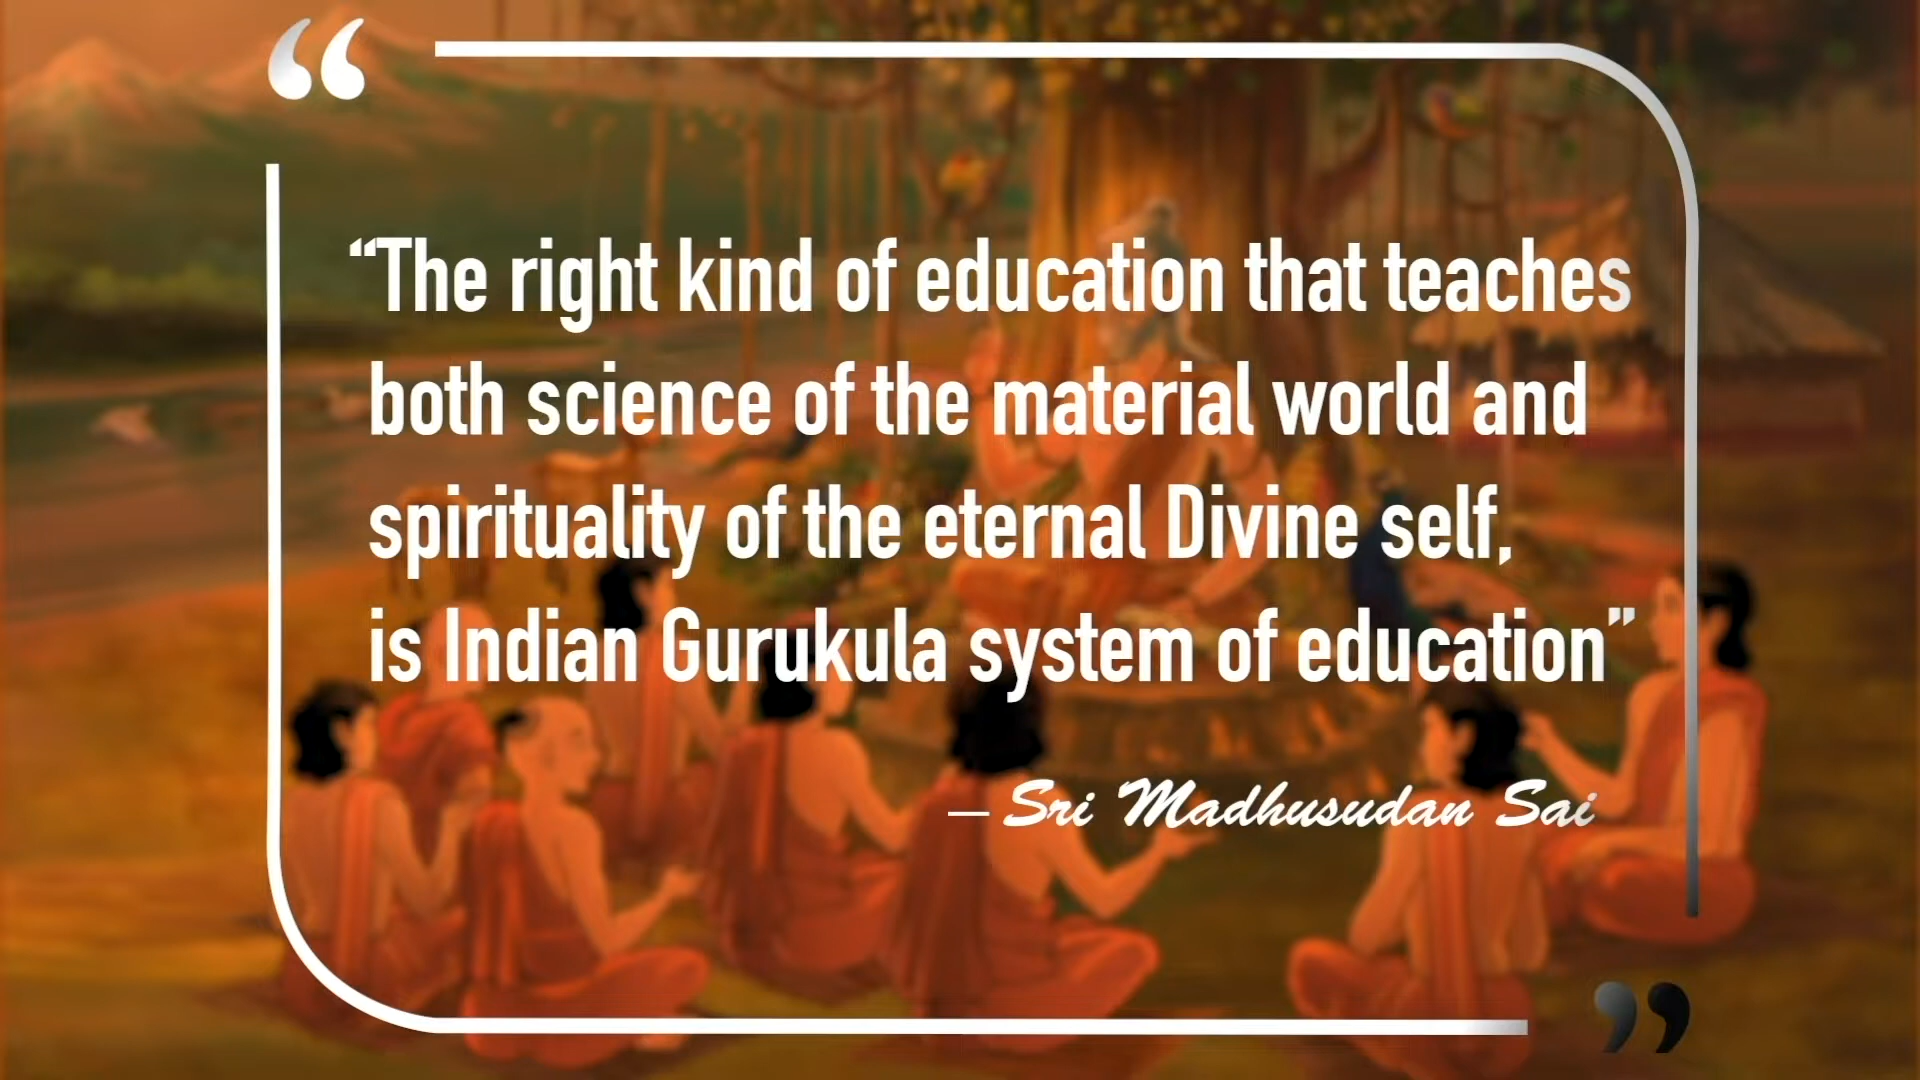 “The right kind of education that teaches
both science of the material world and
spirituality of the eternal Divine self,
is Indian Gurukula system of education”
— Sri Madhusudan Sai